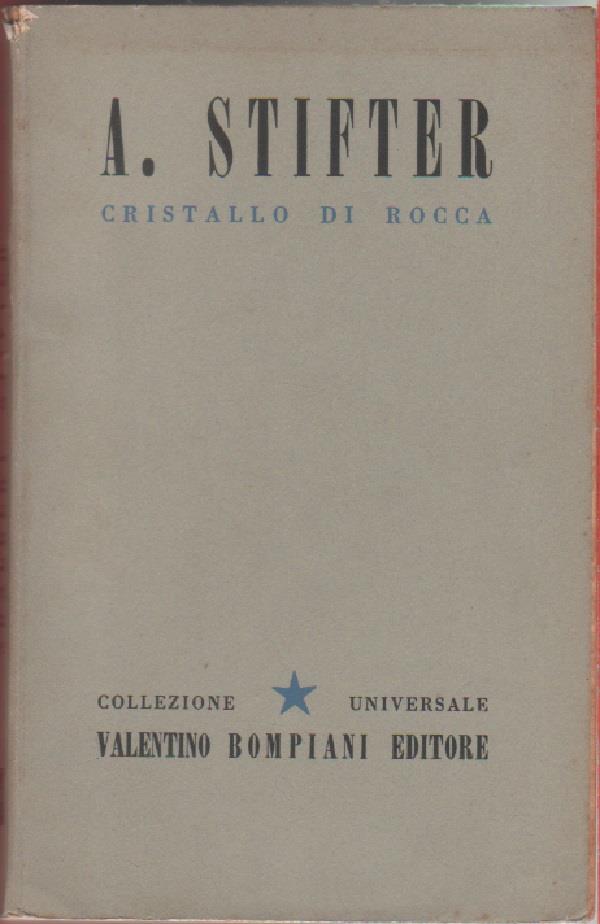 A. STIFTER
CRISTALLO DI ROCCA
COLLEZIONE UNIVERSALE
VALENTINO BOMPIANI EDITORE